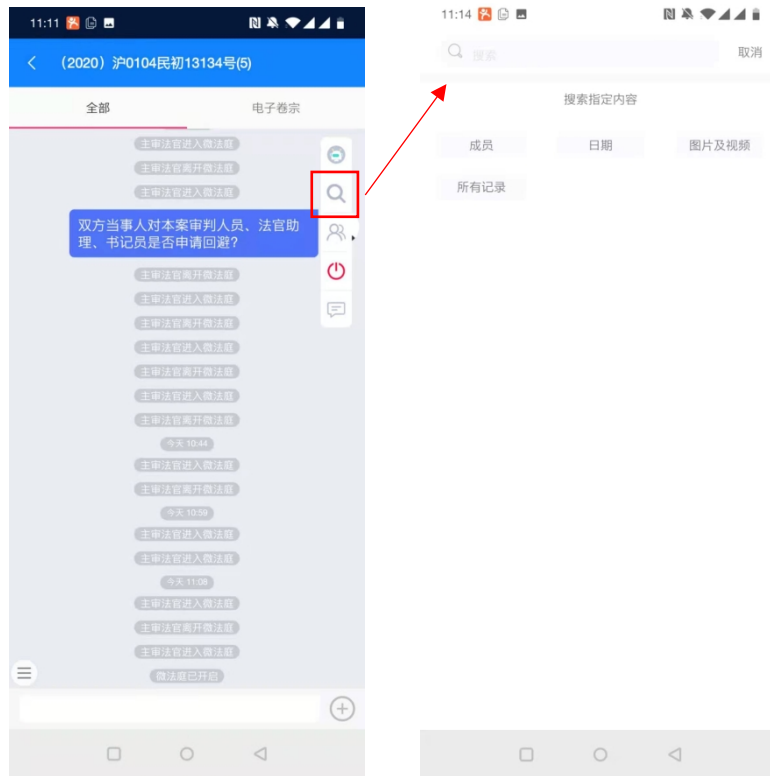 11:11
（2020）沪0104民初13134号(5)
全部
电子卷宗
主审法官进入微法庭
主审法官离开微法庭
主审法官进入微法庭
双方当事人对本案审判人员、法官助
理、书记员是否申请回避？
主审法官离开微法庭
主审法官进入微法庭
主审法官离开微法庭
主审法官进入微法庭
主审法官离开微法庭
主审法官进入微法庭
主审法官离开微法庭
今天 10:44
主审法官进入微法庭
主审法官离开微法庭
今天 10:59
主审法官进入微法庭
主审法官进入微法庭
今天 11:08
主审法官进入微法庭
主审法官离开微法庭
主审法官进入微法庭
微法庭已开启
11:14
搜索
取消
搜索指定内容
成员
日期
图片及视频
所有记录